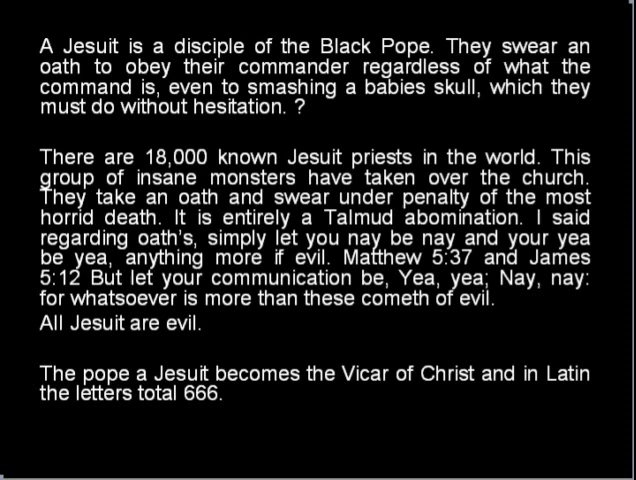 A Jesuit is a disciple of the Black Pope. They swear an
oath to obey their commander regardless of what the
command is, even to smashing a babies skull, which they
must do without hesitation. ?
There are 18,000 known Jesuit priests in the world. This
group of insane monsters have taken over the church.
They take an oath and swear under penalty of the most
horrid death. It is entirely a Talmud abomination. I said
regarding oath's, simply let you nay be nay and your yea
be yea, anything more if evil. Matthew 5:37 and James
5:12 But let your communication be, Yea, yea; Nay, nay:
for whatsoever is more than these cometh of evil.
All Jesuit are evil.
The pope a Jesuit becomes the Vicar of Christ and in Latin
the letters total 666.